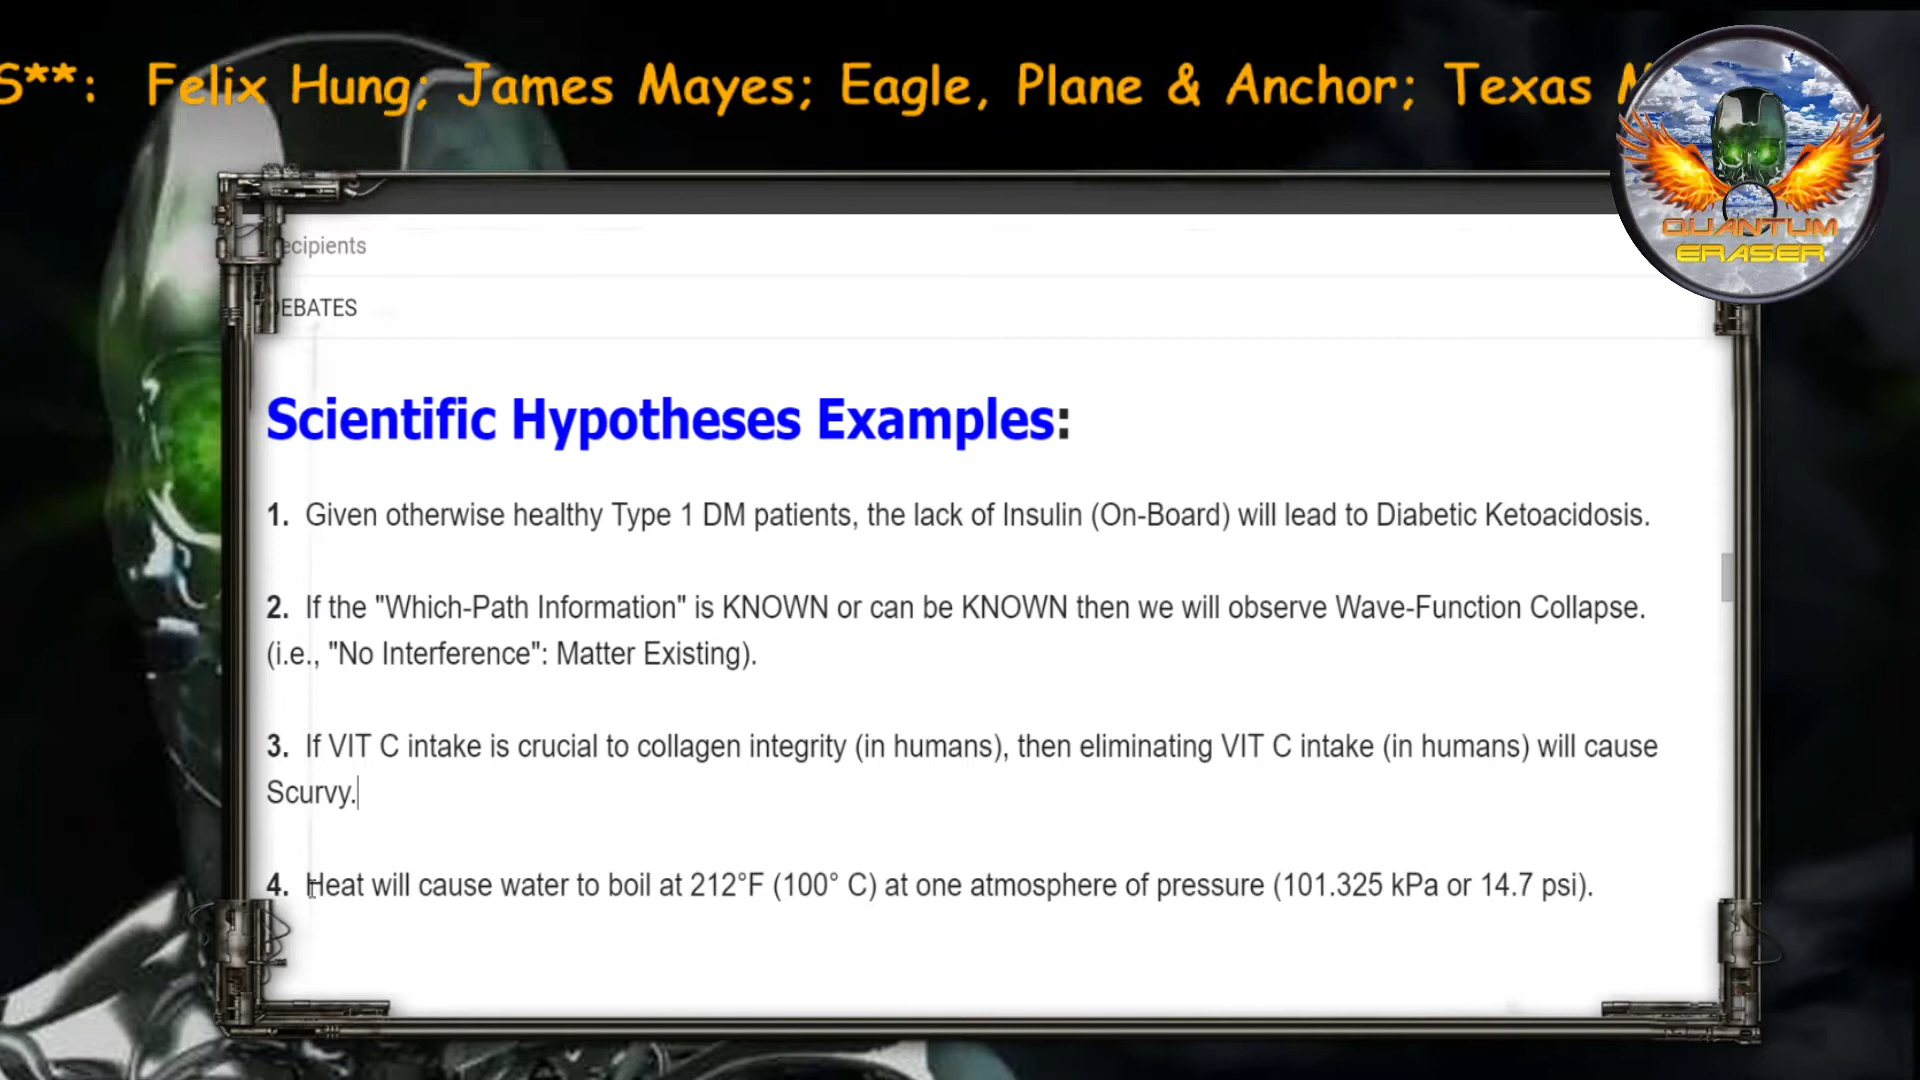 S**: Felix Hung; James Mayes; Eagle, Plane & Anchor; Texas
QUANTUM
ERASER
ecipients
DEBATES
Scientific Hypotheses Examples:
1. Given otherwise healthy Type 1 DM patients, the lack of Insulin (On-Board) will lead to Diabetic Ketoacidosis.
2. If the "Which-Path Information" is KNOWN or can be KNOWN then we will observe Wave-Function Collapse.
(i.e., "No Interference": Matter Existing).
3. If VIT C intake is crucial to collagen integrity (in humans), then eliminating VIT C intake (in humans) will cause
Scurvy.
4. Heat will cause water to boil at 212°F (100° C) at one atmosphere of pressure (101.325 kPa or 14.7 psi).